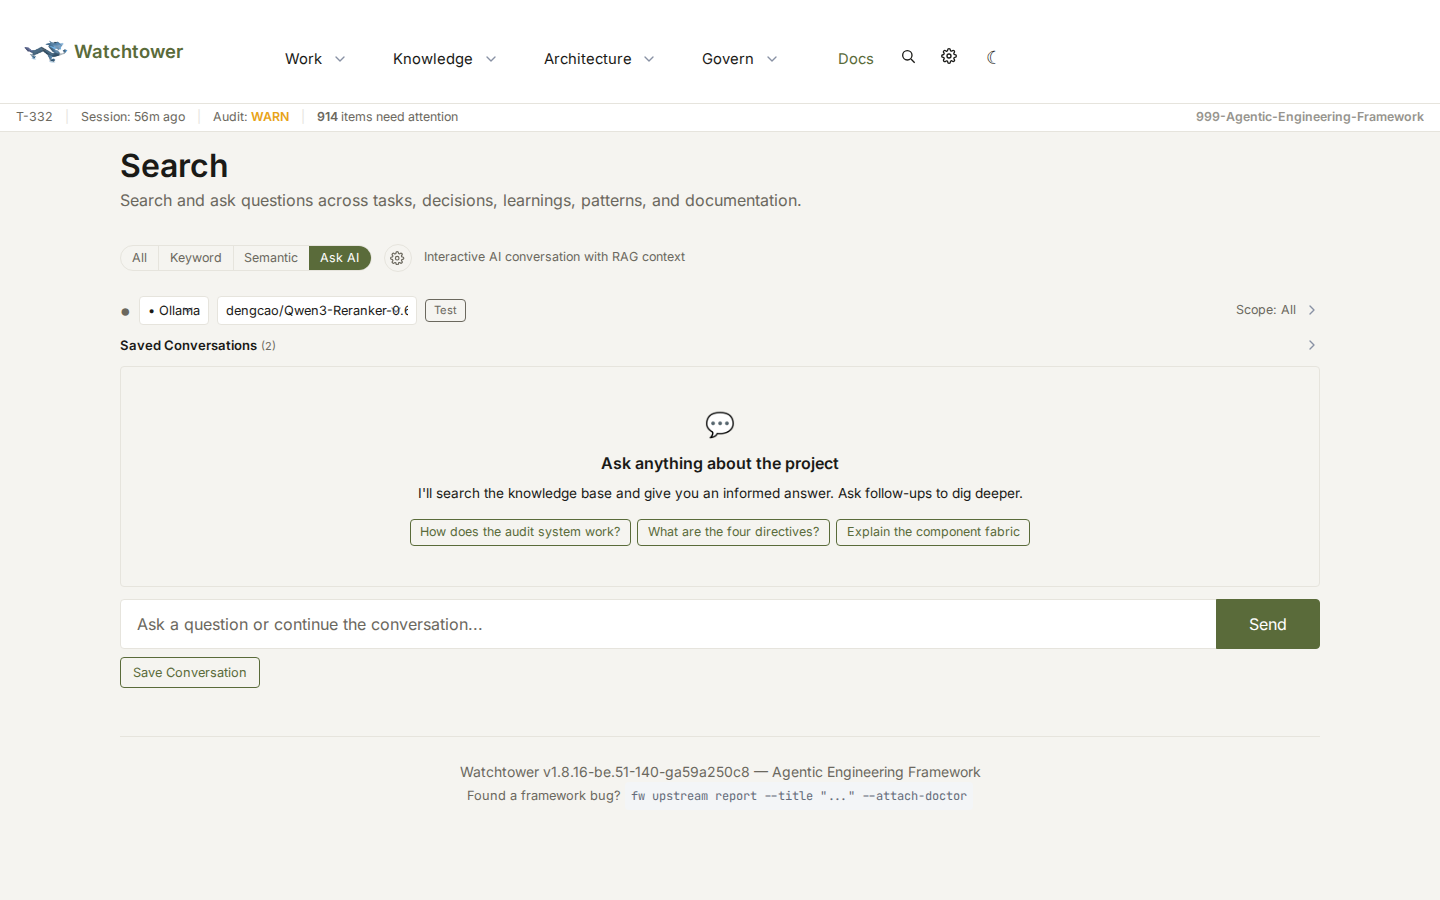 Watchtower
Work
Knowledge
Architecture
Govern
Docs
T-332
Session: 56m ago
Audit: WARN
914 items need attention
999-Agentic-Engineering-Framework
Search
Search and ask questions across tasks, decisions, learnings, patterns, and documentation.
All
Keyword
Semantic
Ask AI
Interactive AI conversation with RAG context
• Ollama
dengcao/Qwen3-Reranker-0.6
Test
Scope: All
Saved Conversations (2)
Ask anything about the project
I'll search the knowledge base and give you an informed answer. Ask follow-ups to dig deeper.
How does the audit system work?
What are the four directives?
Explain the component fabric
Ask a question or continue the conversation...
Send
Save Conversation
Watchtower v1.8.16-be.51-140-ga59a250c8 — Agentic Engineering Framework
Found a framework bug? fw upstream report --title "..." --attach-doctor